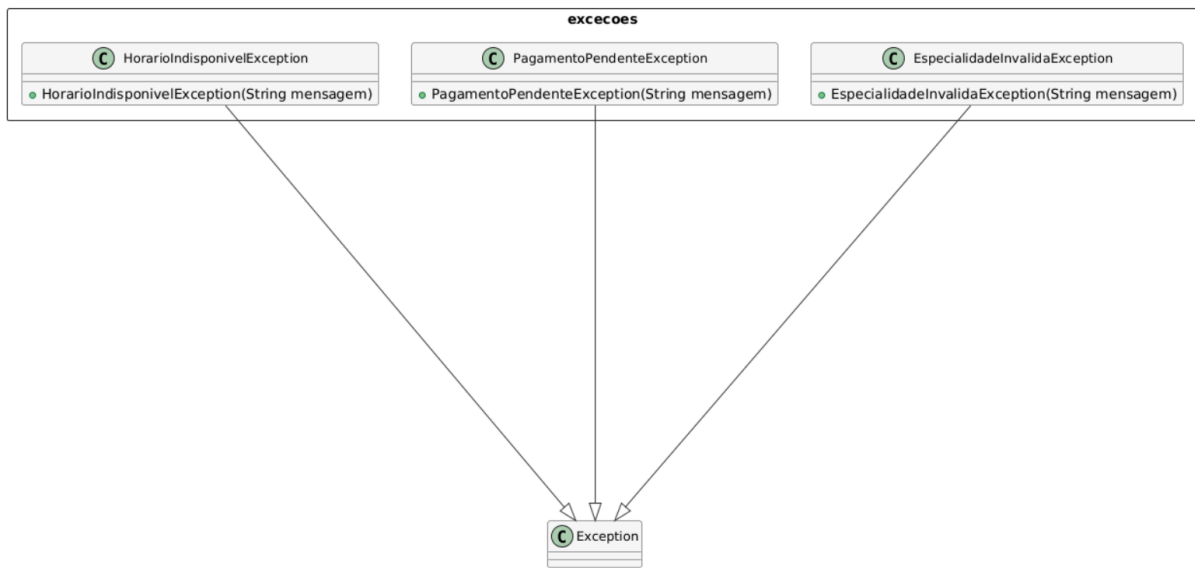 excecoes
C HorarioIndisponivelException
HorarioIndisponivelException(String mensagem)
C PagamentoPendenteException
PagamentoPendenteException(String mensagem)
C EspecialidadeInvalidaException
EspecialidadeInvalidaException(String mensagem)
C Exception